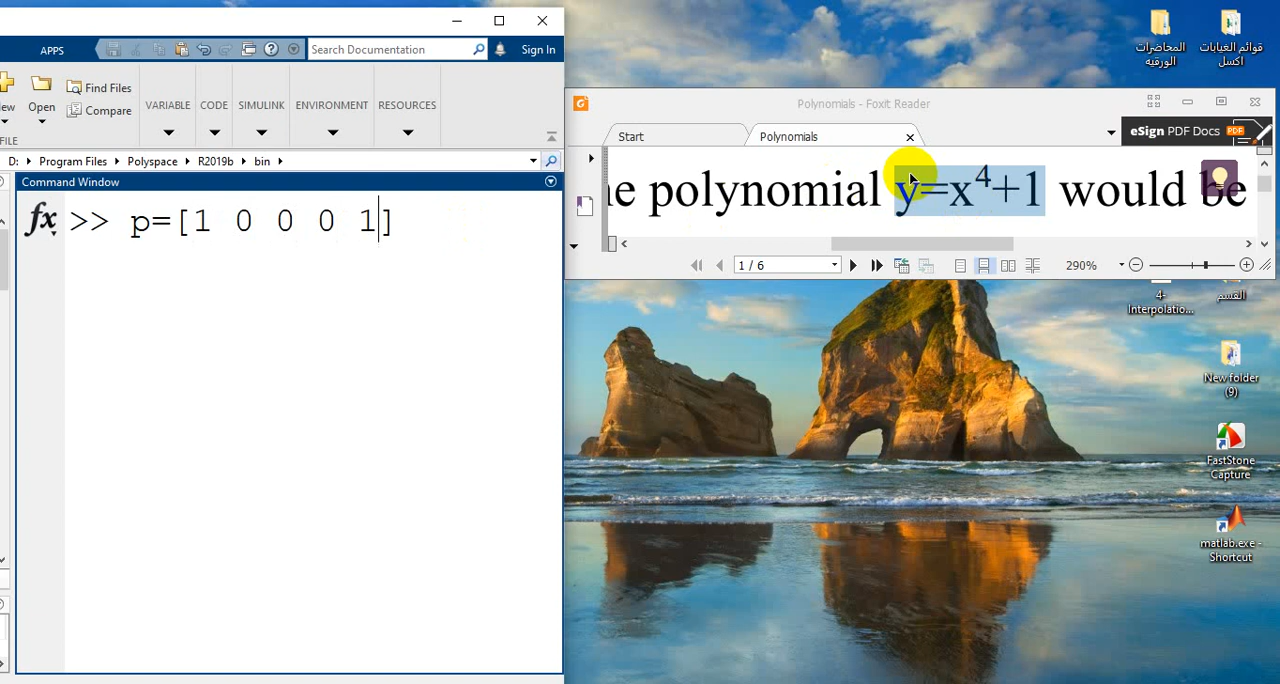 APPS
Search Documentation
Sign In
Open
Find Files
Compare
VARIABLE
CODE
SIMULINK
ENVIRONMENT
RESOURCES
D: Program Files Polyspace R2019b bin
Command Window
fx >> p=[1 0 0 0 1]
Polynomials - Foxit Reader
Start
Polynomials
eSign PDF Docs PDF
polynomial y=x⁴+1 would be
1 / 6
290%
المحاضرات
الورقيه
قوائم الغيابات
اكسل
4-
Interpolatio...
القسم
New folder
(9)
FastStone
Capture
matlab.exe -
Shortcut